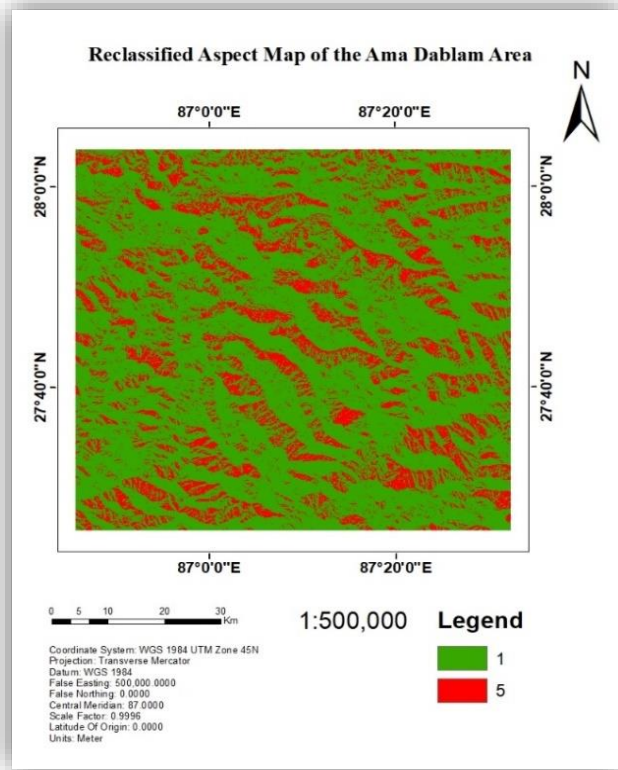 Reclassified Aspect Map of the Ama Dablam Area
N
87°0'0"E 87°20'0"E
28°0'0"N 28°0'0"N
27°40'0"N 27°40'0"N
87°0'0"E 87°20'0"E
0 5 10 20 30
Km
1:500,000
Legend
1
5
Coordinate System: WGS 1984 UTM Zone 45N
Projection: Transverse Mercator
Datum: WGS 1984
False Easting: 500,000.0000
False Northing: 0.0000
Central Meridian: 87.0000
Scale Factor: 0.9996
Latitude Of Origin: 0.0000
Units: Meter